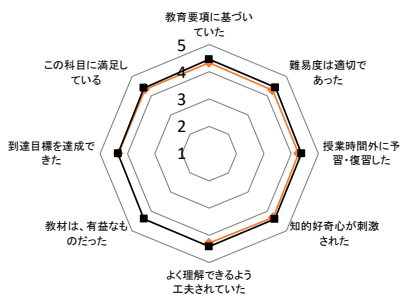 教育要項に基づい
ていた
難易度は適切で
あった
授業時間外に予
習・復習した
知的好奇心が刺激
された
よく理解できるよう
工夫されていた
教材は、有益なも
のだった
到達目標を達成で
きた
この科目に満足し
ている
5
4
3
2
1